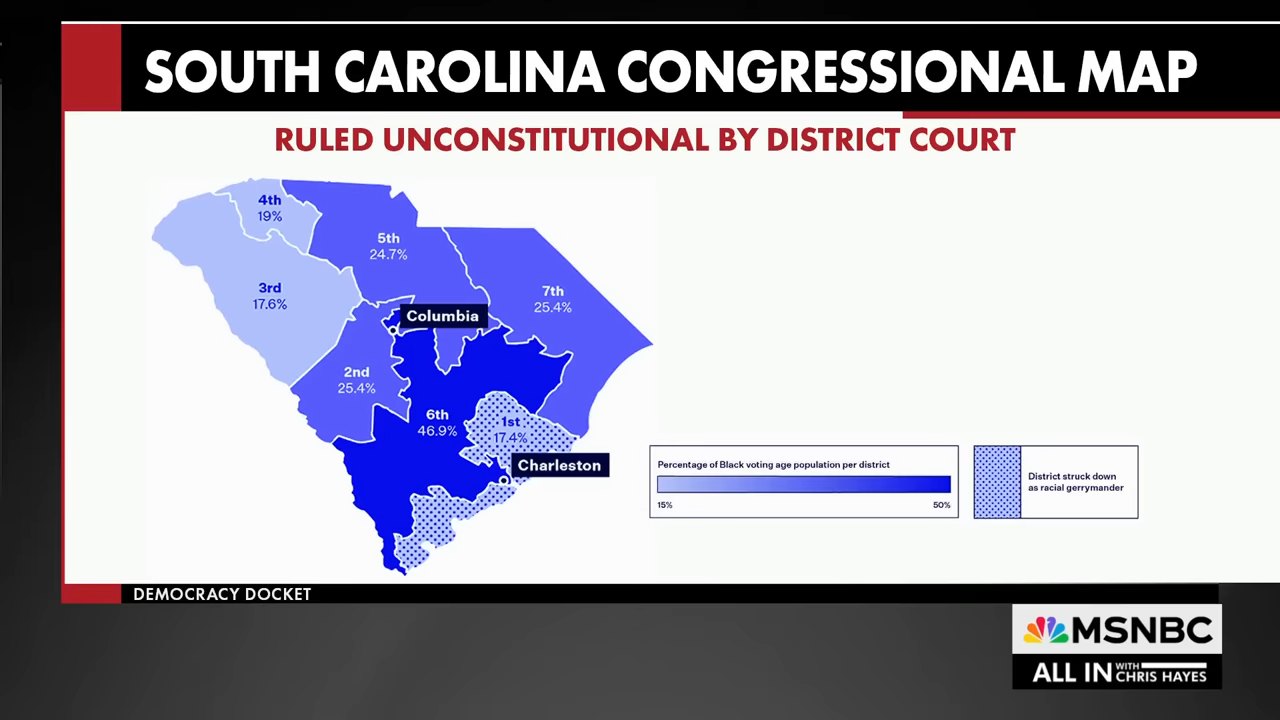 SOUTH CAROLINA CONGRESSIONAL MAP
RULED UNCONSTITUTIONAL BY DISTRICT COURT
4th
19%
5th
24.7%
3rd
17.6%
7th
25.4%
Columbia
2nd
25.4%
6th
46.9%
1st
17.4%
Charleston
Percentage of Black voting age population per district
15%
50%
District struck down
as racial gerrymander
DEMOCRACY DOCKET
MSNBC
ALL IN WITH CHRIS HAYES